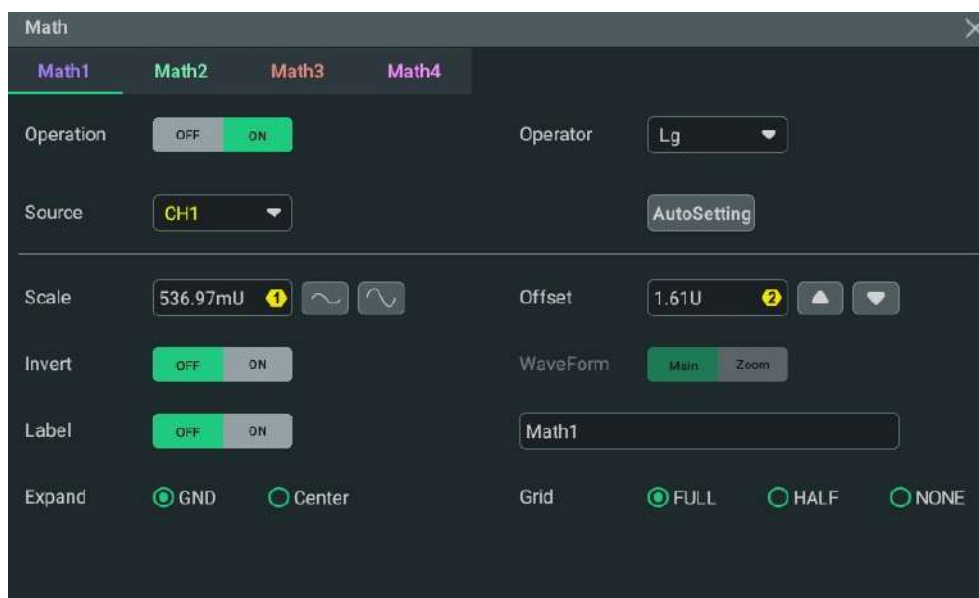 Math
Math1 Math2 Math3 Math4
Operation OFF ON Operator Lg
Source CH1 AutoSetting
Scale 536.97mU 1 Offset 1.61U 2
Invert OFF ON WaveForm Main Zoom
Label OFF ON Math1
Expand GND Center Grid FULL HALF NONE